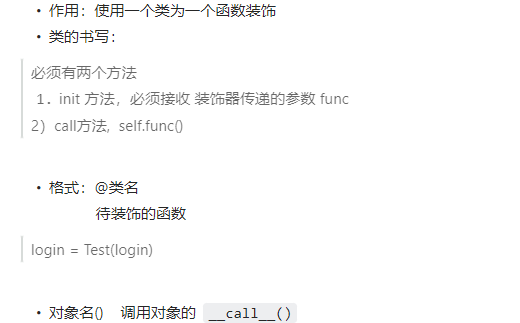 • 作用：使用一个类为一个函数装饰
• 类的书写：
必须有两个方法
1．init 方法，必须接收 装饰器传递的参数 func
2）call方法，self.func()
• 格式：@类名
待装饰的函数
login = Test(login)
• 对象名() 调用对象的 __call__()